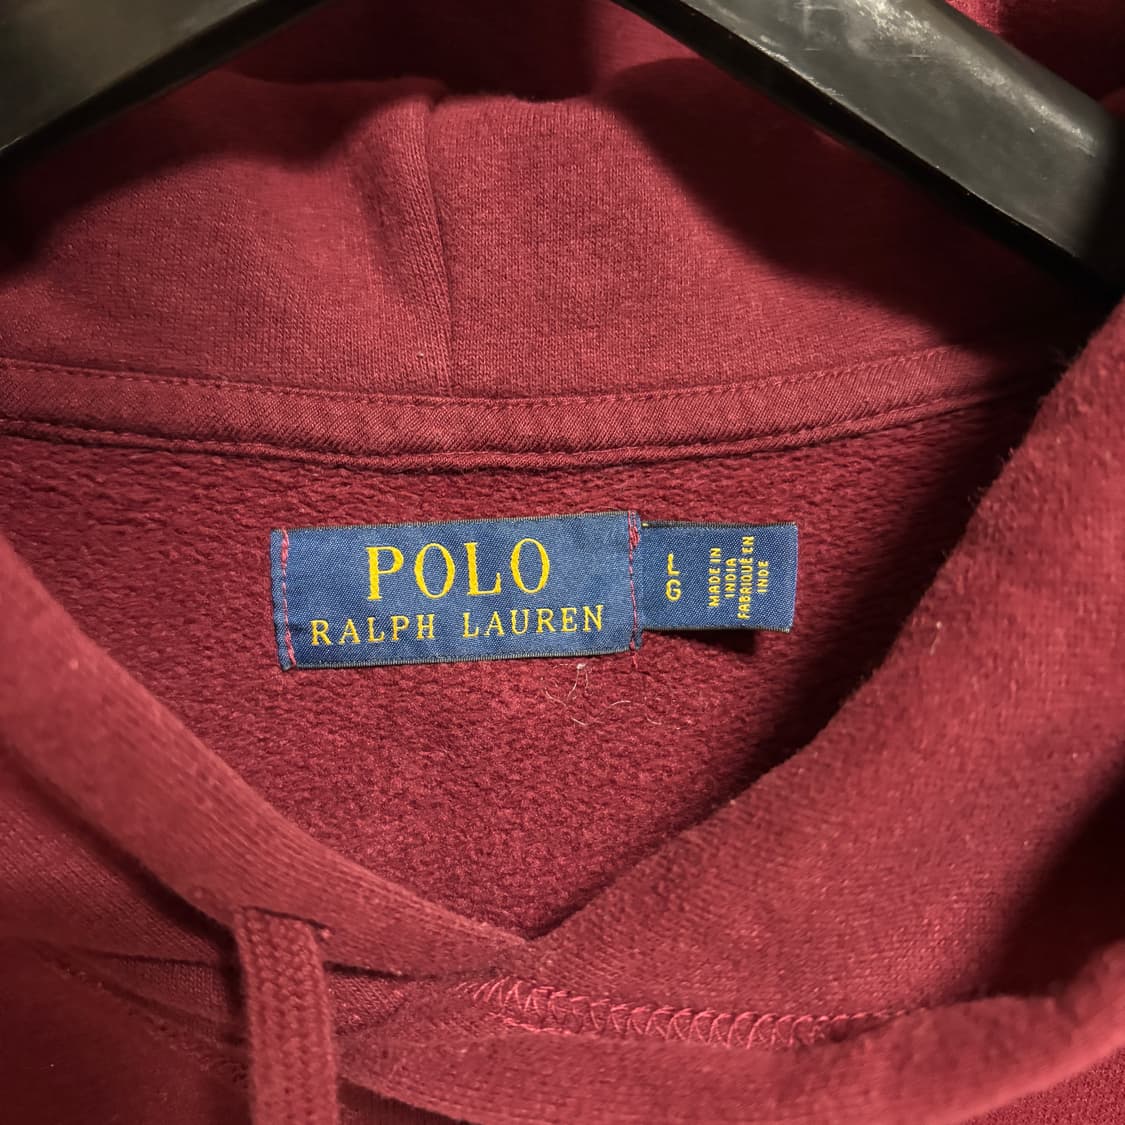 POLO
RALPH LAUREN
L
G
MADE IN
INDIA
FABRIQUÉ EN
INDE